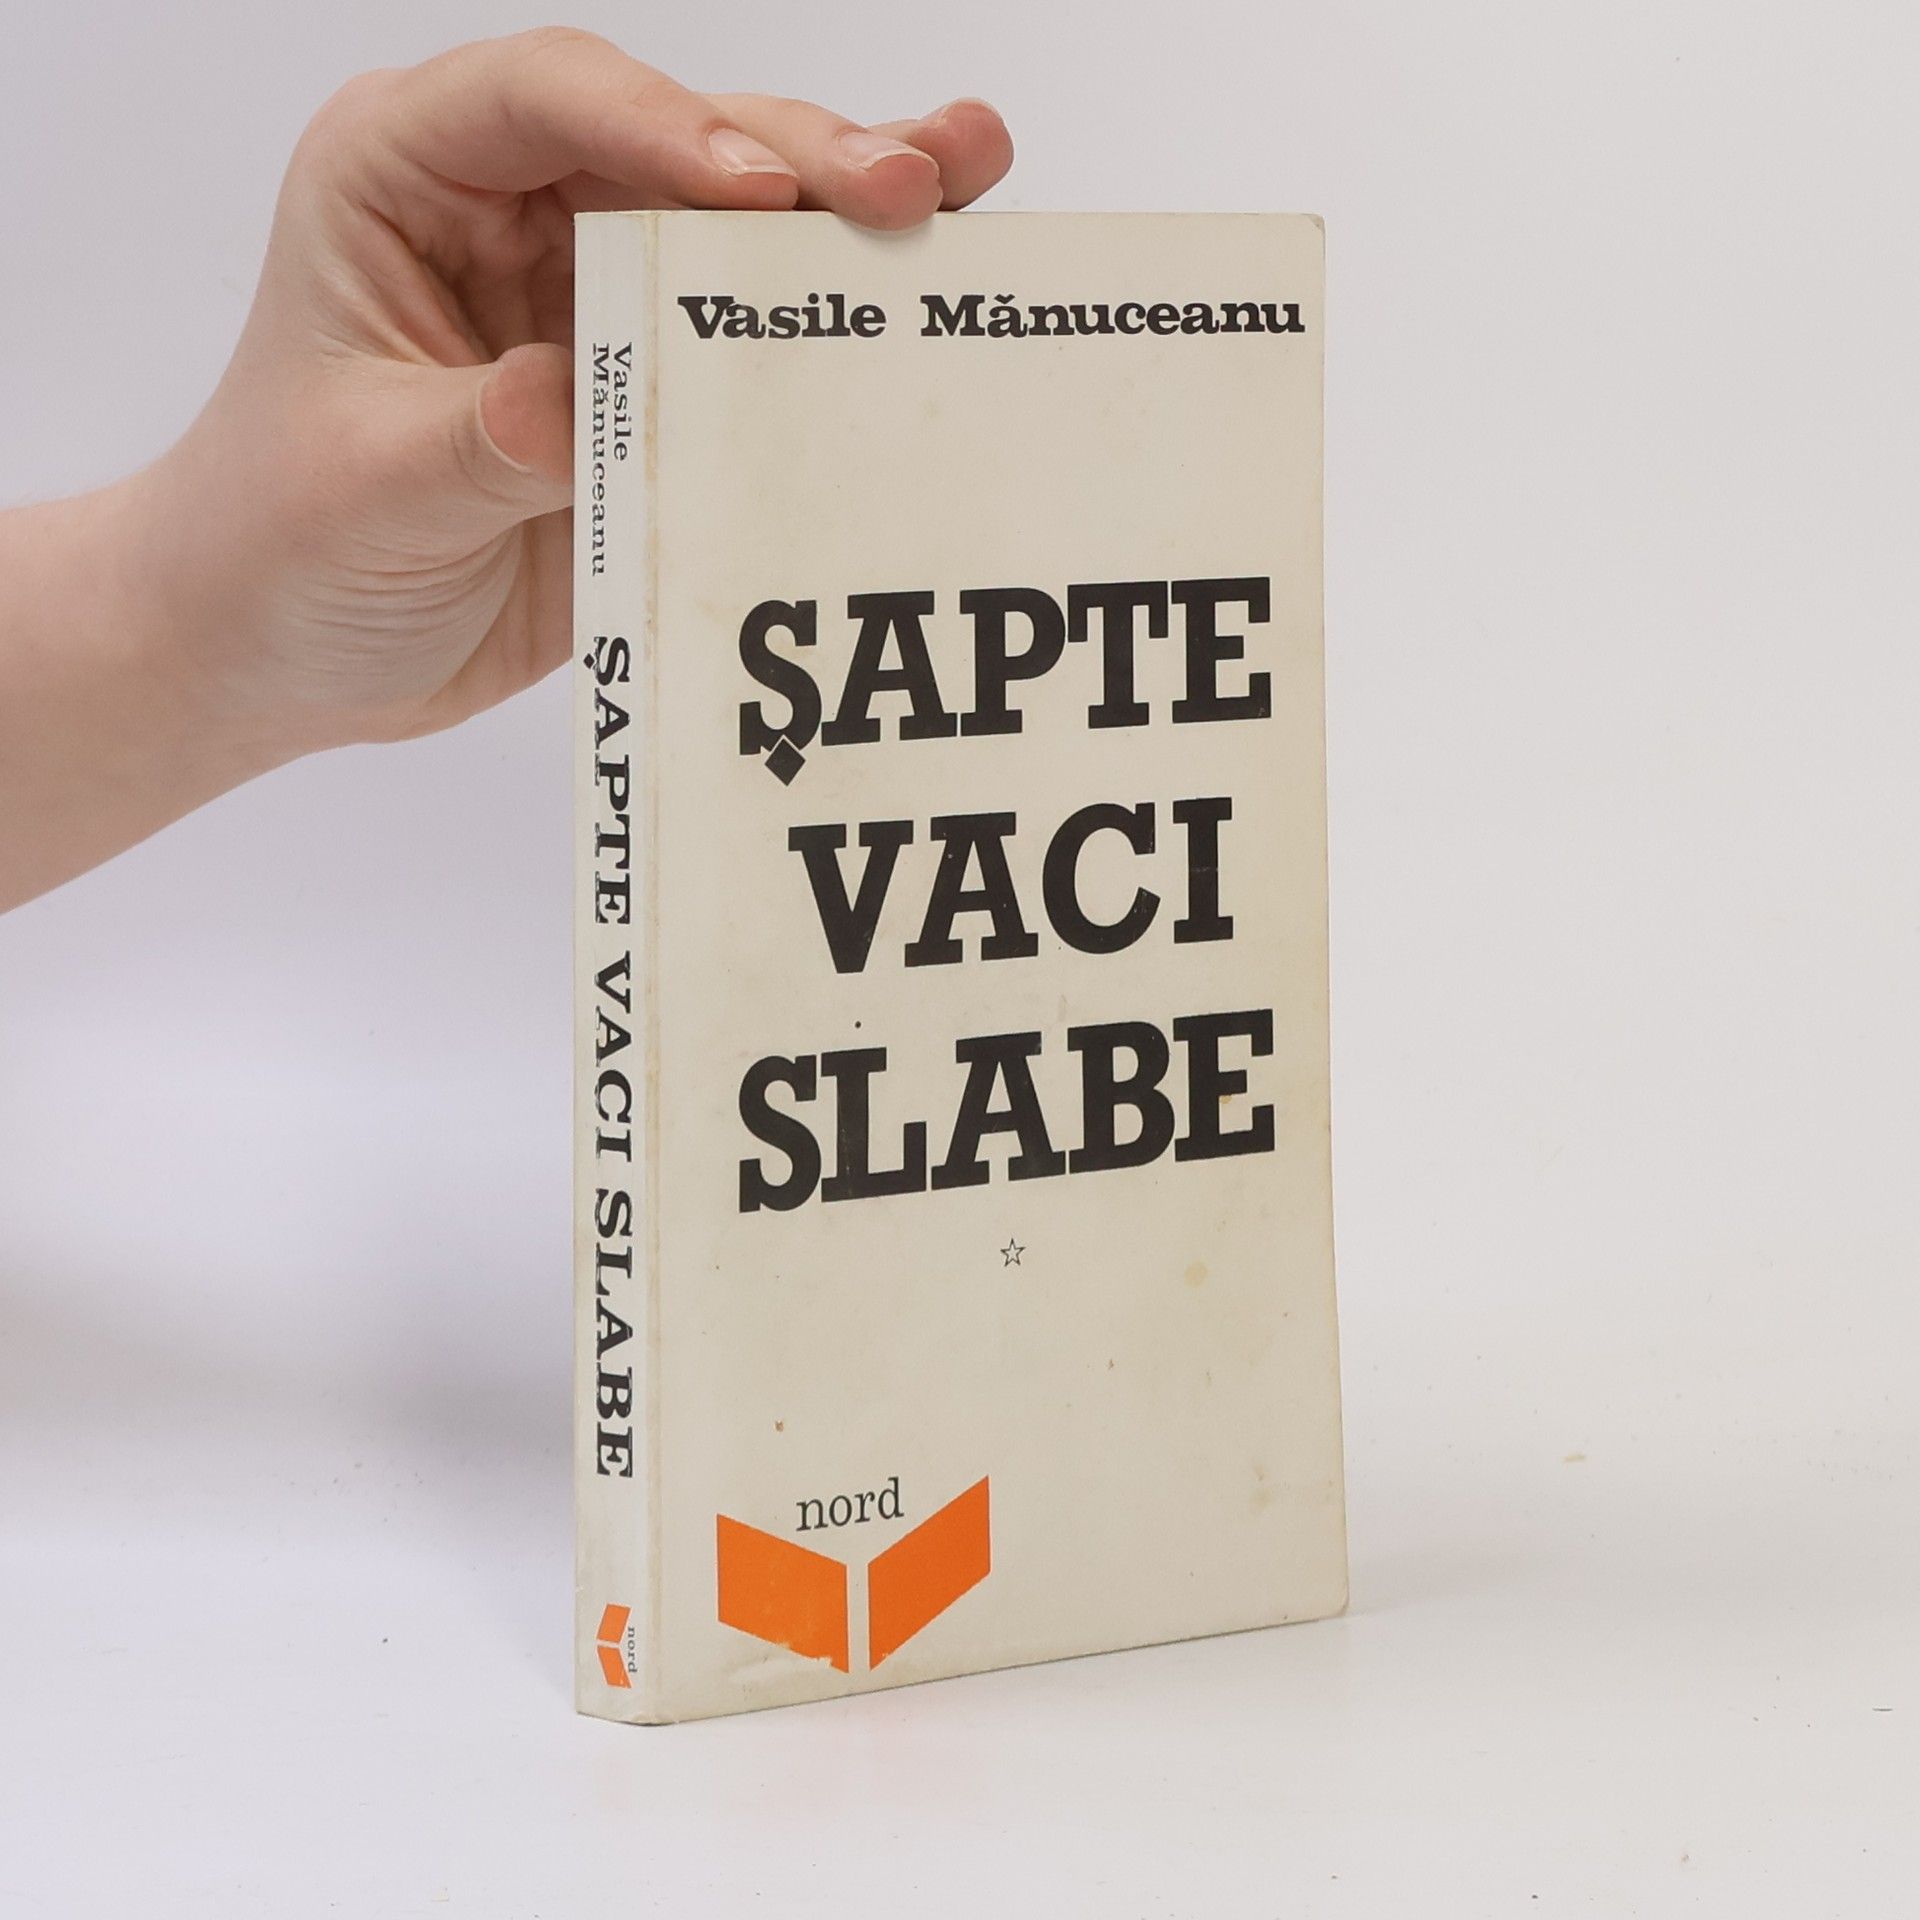 Vasile Mănuceanu
ŞAPTE
VACI
SLABE
nord
Vasile
Mănuceanu
ŞAPTE VACI SLABE
nord